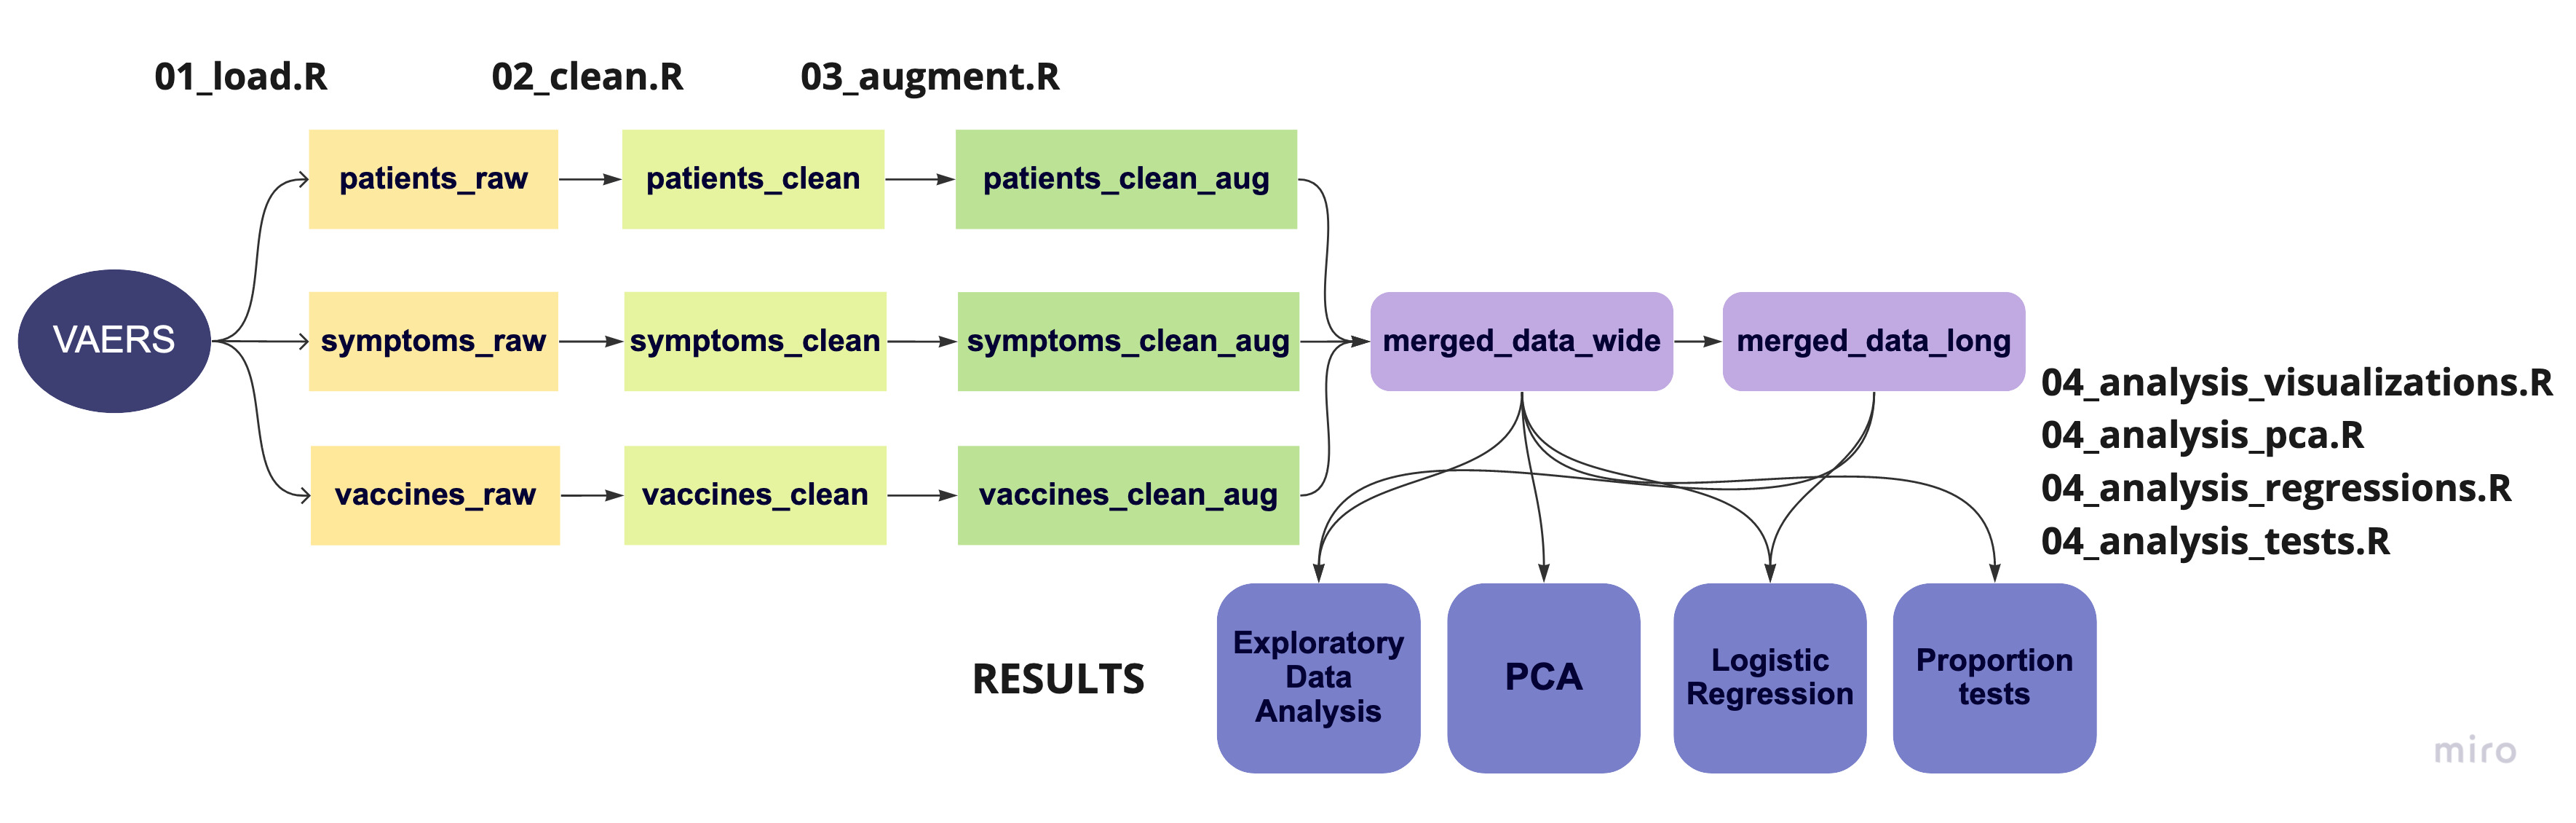 01_load.R
02_clean.R
03_augment.R
patients_raw
patients_clean
patients_clean_aug
VAERS
symptoms_raw
symptoms_clean
symptoms_clean_aug
merged_data_wide
merged_data_long
vaccines_raw
vaccines_clean
vaccines_clean_aug
04_analysis_visualizations.R
04_analysis_pca.R
04_analysis_regressions.R
04_analysis_tests.R
RESULTS
Exploratory
Data
Analysis
PCA
Logistic
Regression
Proportion
tests
miro